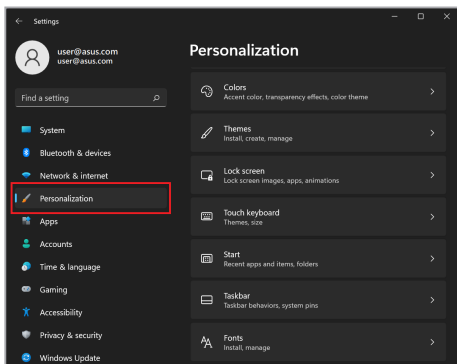 Settings
user@asus.com
user@asus.com
Find a setting
System
Bluetooth & devices
Network & internet
Personalization
Apps
Accounts
Time & language
Gaming
Accessibility
Privacy & security
Windows Update
Personalization
Colors
Accent color, transparency effects, color theme
Themes
Install, create, manage
Lock screen
Lock screen images, apps, animations
Touch keyboard
Themes, size
Start
Recent apps and items, folders
Taskbar
Taskbar behaviors, system pins
Fonts
Install, manage